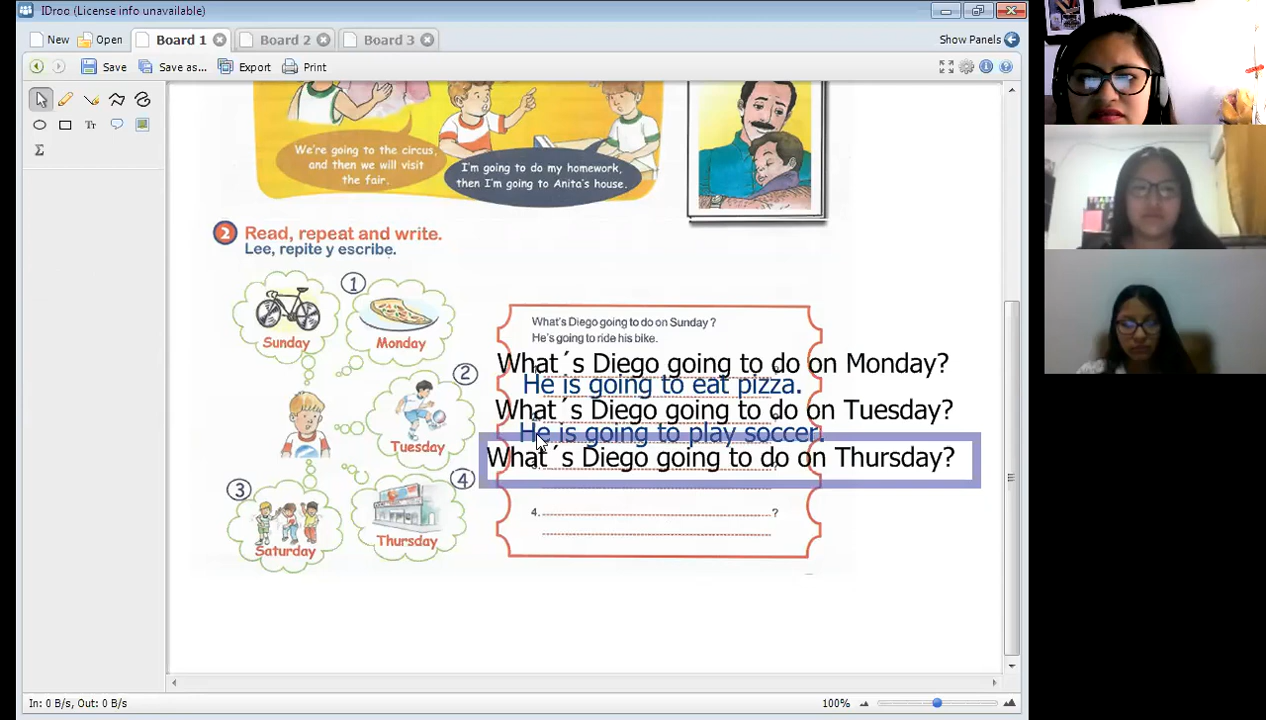 IDroo (License info unavailable)
New
Open
Board 1
Board 2
Board 3
Show Panels
Save
Save as...
Export
Print
Tr
Σ
We're going to the circus,
and then we will visit
the fair.
I'm going to do my homework,
then I'm going to Anita's house.
2 Read, repeat and write.
Lee, repite y escribe.
1
Sunday
Monday
2
Tuesday
3
Saturday
4
Thursday
What's Diego going to do on Sunday ?
He's going to ride his bike.
What´s Diego going to do on Monday?
He is going to eat pizza.
What´s Diego going to do on Tuesday?
He is going to play soccer.
What´s Diego going to do on Thursday?
4. ?
In: 0 B/s, Out: 0 B/s
100%